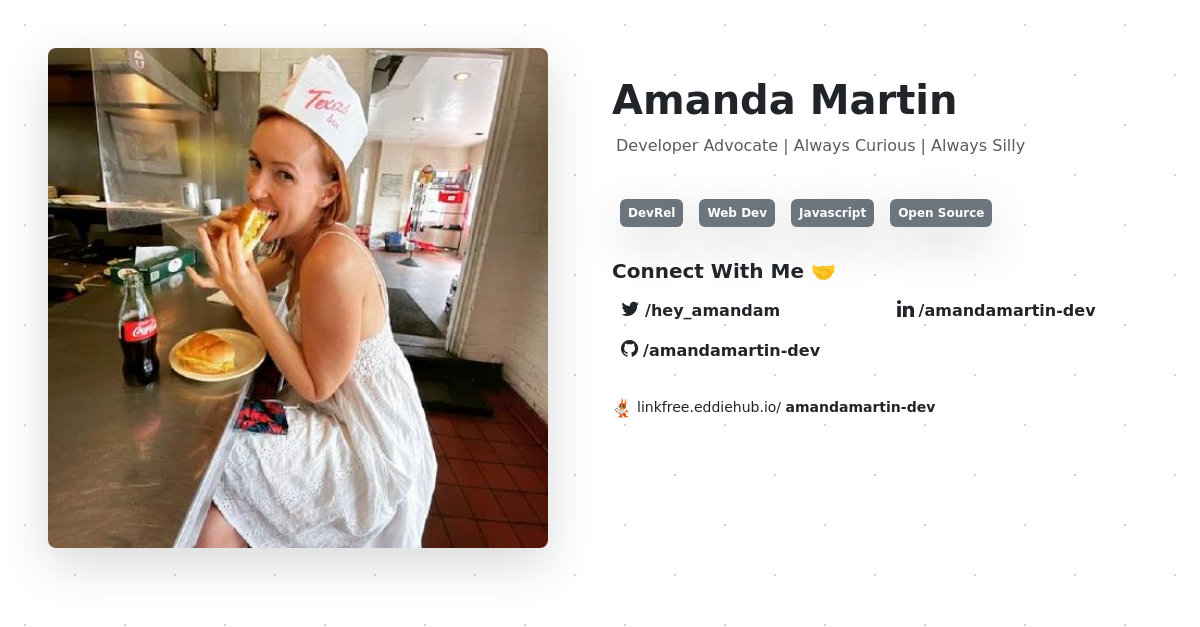 Texas
Amanda Martin
Developer Advocate | Always Curious | Always Silly
DevRel Web Dev Javascript Open Source
Connect With Me 🤝
/hey_amandam /amandamartin-dev
/amandamartin-dev
linkfree.eddiehub.io/ amandamartin-dev
Coca-Cola